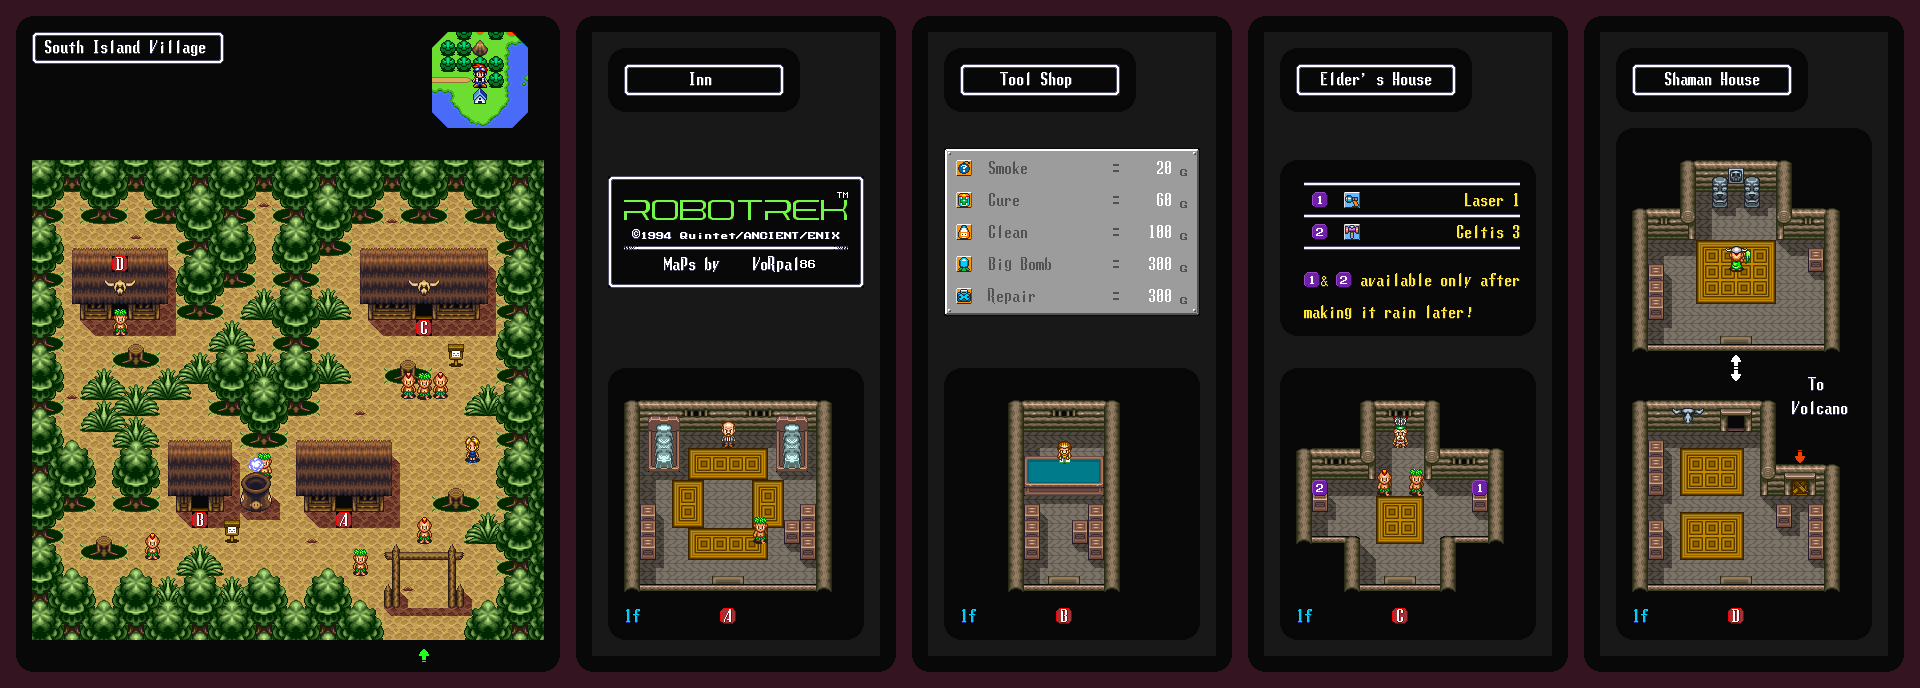 South Island Village
D
C
B
A
Inn
ROBOTREK™
©1994 Quintet/ANCIENT/ENIX
MaPs by VoRpal86
1f A
Tool Shop
Smoke = 20 G
Cure = 60 G
Clean = 100 G
Big Bomb = 300 G
Repair = 300 G
1f B
Elder's House
1 Laser 1
2 Celtis 3
1 & 2 available only after
making it rain later!
2 1
1f C
Shaman House
To
Volcano
1f D